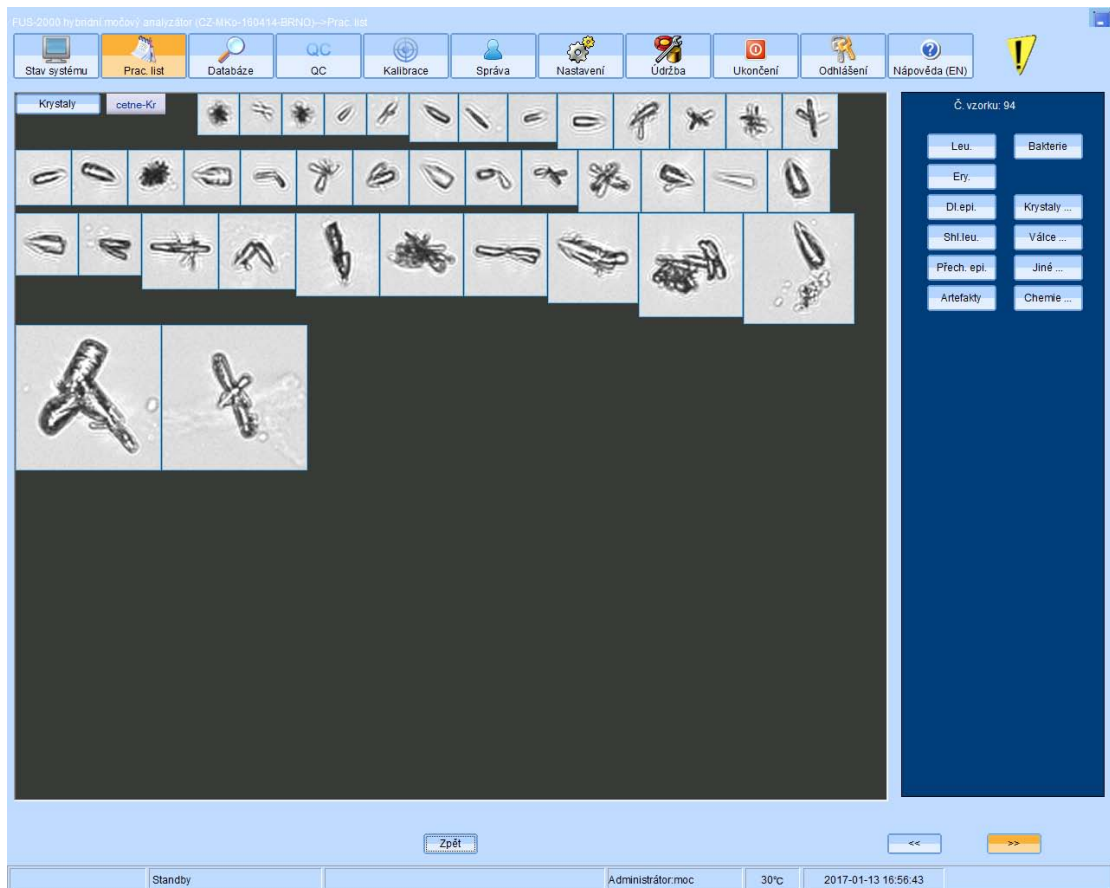 FUS-2000 hybridní močový analyzátor (CZ-MKo-160414-BRNO)-->Prac. list
Stav systému
Prac. list
Databáze
QC
QC
Kalibrace
Správa
Nastavení
Údržba
Ukončení
Odhlášení
Nápověda (EN)
Krystaly
cetne-Kr
Č. vzorku: 94
Leu.
Bakterie
Ery.
Dl.epi.
Krystaly ...
Shl.leu.
Válce ...
Přech. epi.
Jiné ...
Artefakty
Chemie ...
Zpět
<<
>>
Standby
Administrátor:moc
30°C
2017-01-13 16:56:43